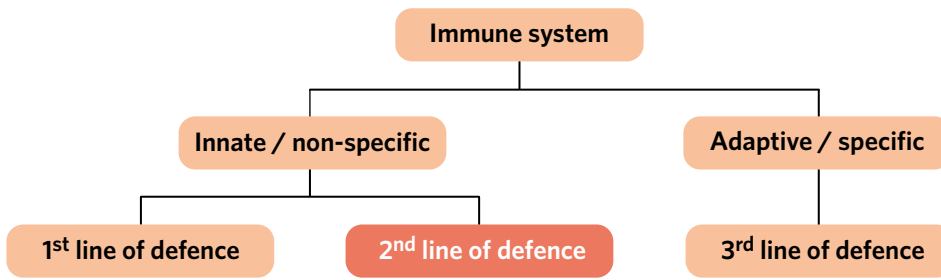 Immune system
Innate / non-specific
Adaptive / specific
1st line of defence
2nd line of defence
3rd line of defence